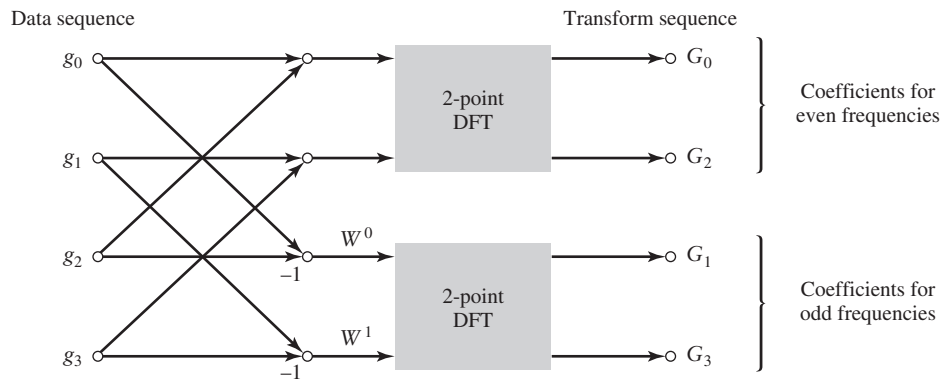 Data sequence
Transform sequence
g₀
G₀
2-point
DFT
Coefficients for
even frequencies
g₁
G₂
g₂
–1
W⁰
G₁
2-point
DFT
Coefficients for
odd frequencies
g₃
–1
W¹
G₃